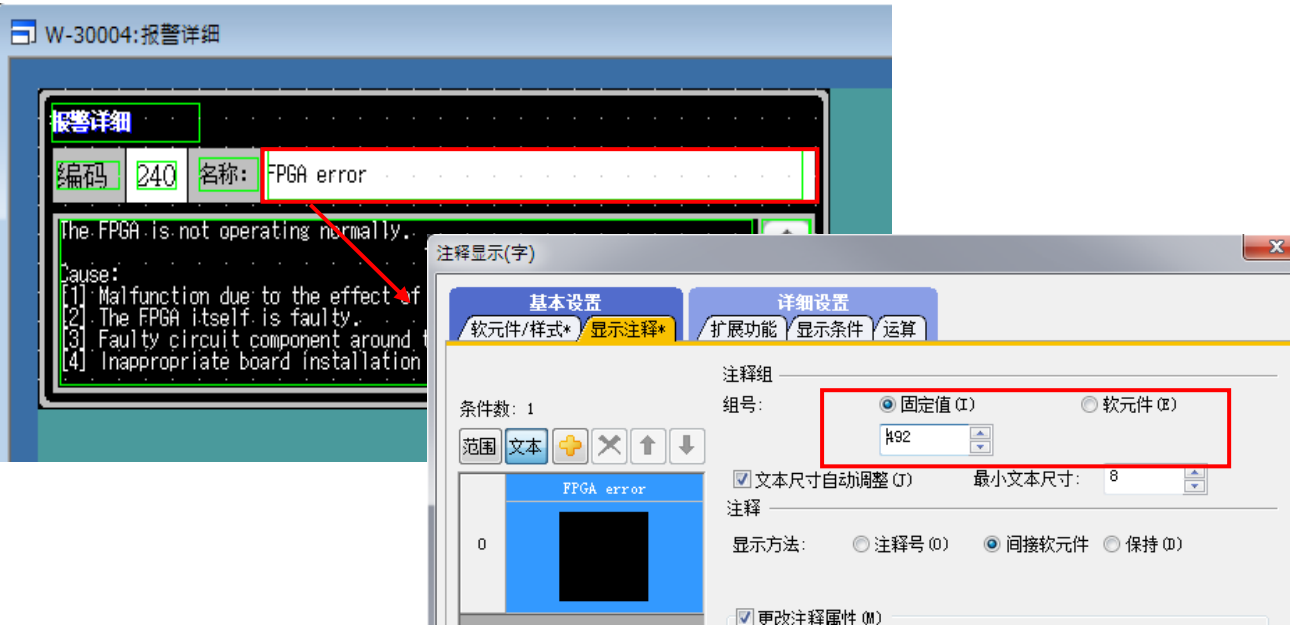 W-30004:报警详细
报警详细
编码 240 名称: FPGA error
The FPGA is not operating normally.
Cause:
[1] Malfunction due to the effect of
[2] The FPGA itself is faulty.
[3] Faulty circuit component around
[4] Inappropriate board installation
注释显示(字)
x
基本设置 详细设置
软元件/样式* 显示注释* 扩展功能 显示条件 运算
注释组
组号: 固定值(I) 软元件(E)
492
条件数: 1
范围 文本
文本尺寸自动调整(T) 最小文本尺寸: 8
FPGA error
0
注释
显示方法: 注释号(O) 间接软元件 保持(D)
更改注释属性(M)